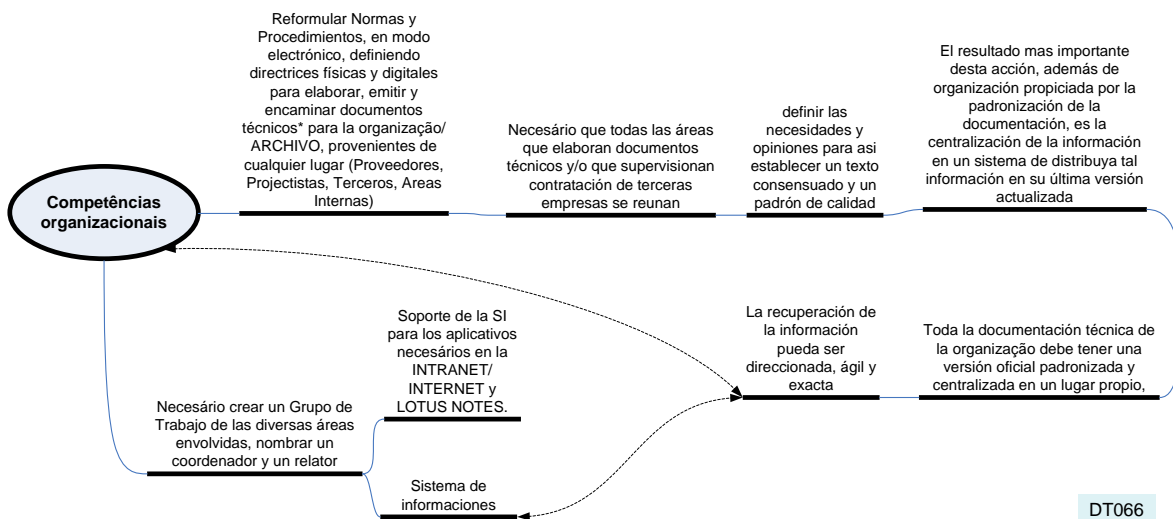 Competências
organizacionais
Reformular Normas y
Procedimientos, en modo
electrónico, definiendo
directrices físicas y digitales
para elaborar, emitir y
encaminar documentos
técnicos* para la organização/
ARCHIVO, provenientes de
cualquier lugar (Proveedores,
Projectistas, Terceros, Areas
Internas)
Necesário que todas las áreas
que elaboran documentos
técnicos y/o que supervisionan
contratación de terceras
empresas se reunan
definir las
necesidades y
opiniones para asi
establecer un texto
consensuado y un
padrón de calidad
El resultado mas importante
desta acción, además de
organización propiciada por la
padronización de la
documentación, es la
centralización de la información
en un sistema de distribuya tal
información en su última versión
actualizada
Toda la documentación técnica de
la organização debe tener una
versión oficial padronizada y
centralizada en un lugar propio,
La recuperación de
la información
pueda ser
direccionada, ágil y
exacta
Necesário crear un Grupo de
Trabajo de las diversas áreas
envolvidas, nombrar un
coordenador y un relator
Soporte de la SI
para los aplicativos
necesários en la
INTRANET/
INTERNET y
LOTUS NOTES.
Sistema de
informaciones
DT066